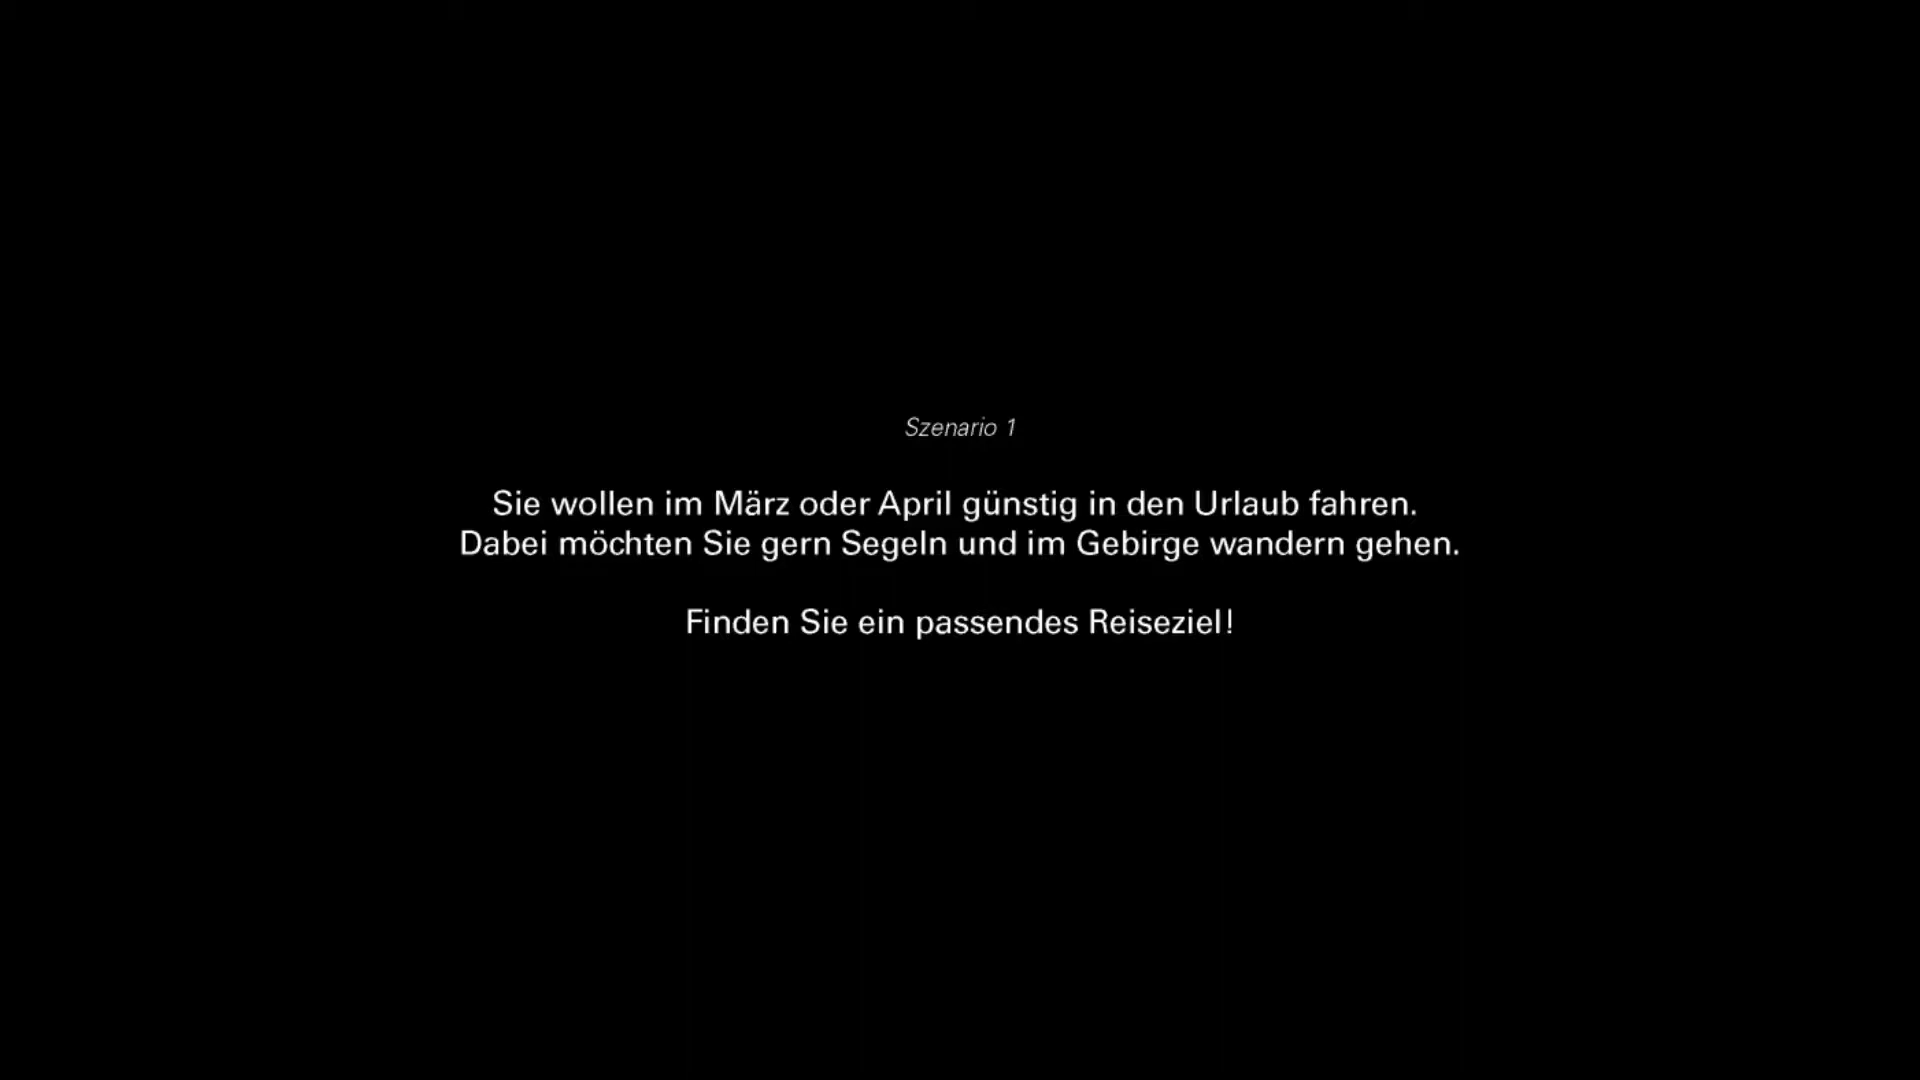 Szenario 1
Sie wollen im März oder April günstig in den Urlaub fahren.
Dabei möchten Sie gern Segeln und im Gebirge wandern gehen.
Finden Sie ein passendes Reiseziel!